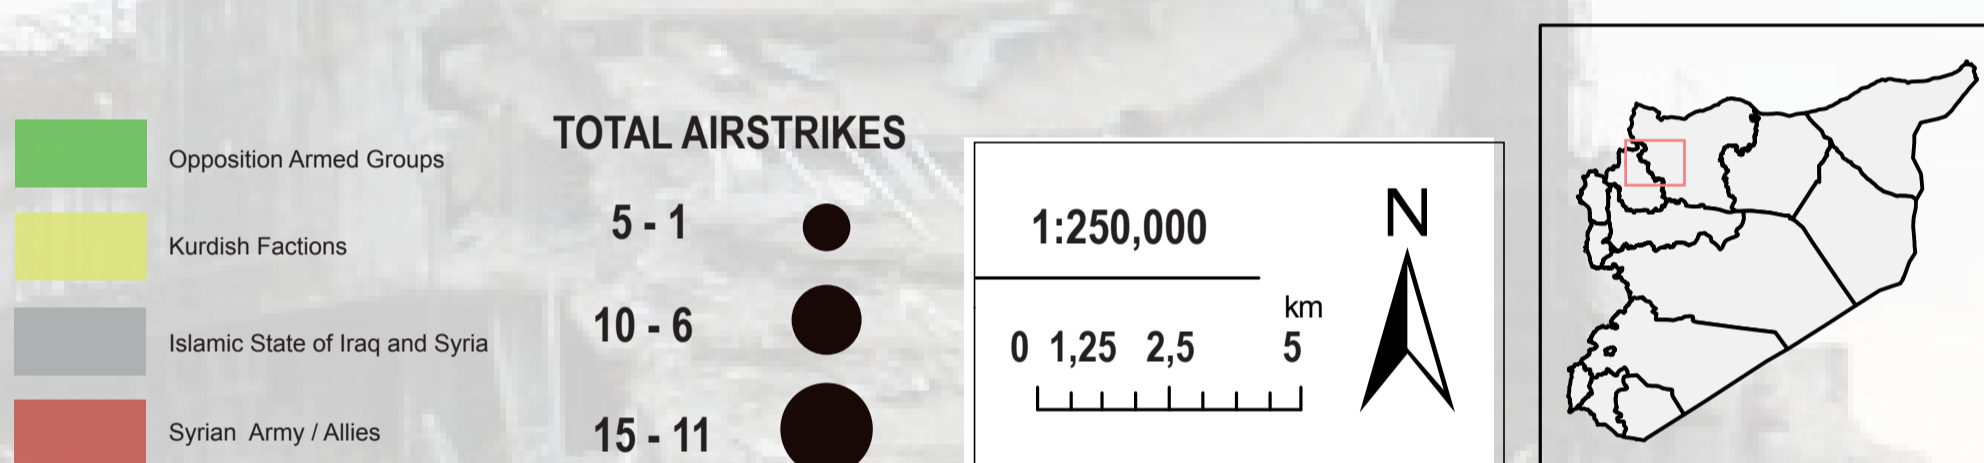 Opposition Armed Groups
Kurdish Factions
Islamic State of Iraq and Syria
Syrian Army / Allies
TOTAL AIRSTRIKES
5 - 1
10 - 6
15 - 11
1:250,000
km
0 1,25 2,5 5
N